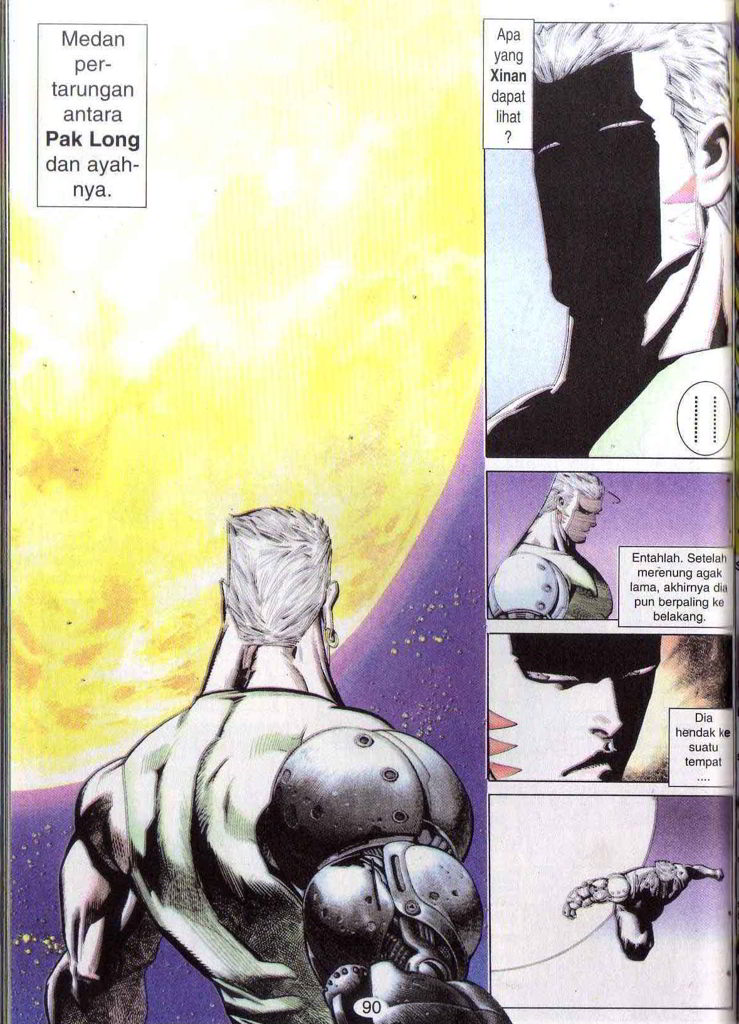 Medan
per-
tarungan
antara
Pak Long
dan ayah-
nya.
Apa
yang
Xinan
dapat
lihat
?
Entahlah. Setelah
merenung agak
lama, akhirnya dia
pun berpaling ke
belakang.
Dia
hendak ke
suatu
tempat
....
90